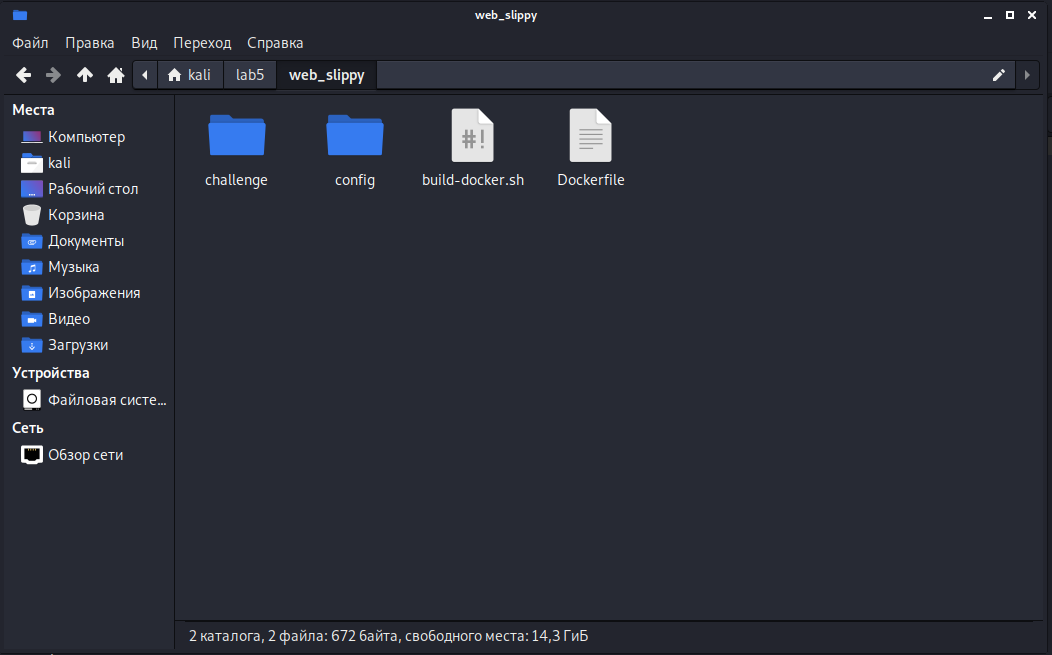 web_slippy
Файл Правка Вид Переход Справка
kali lab5 web_slippy
Места
Компьютер
kali
Рабочий стол
Корзина
Документы
Музыка
Изображения
Видео
Загрузки
Устройства
Файловая систе...
Сеть
Обзор сети
#!
challenge config build-docker.sh Dockerfile
2 каталога, 2 файла: 672 байта, свободного места: 14,3 ГиБ